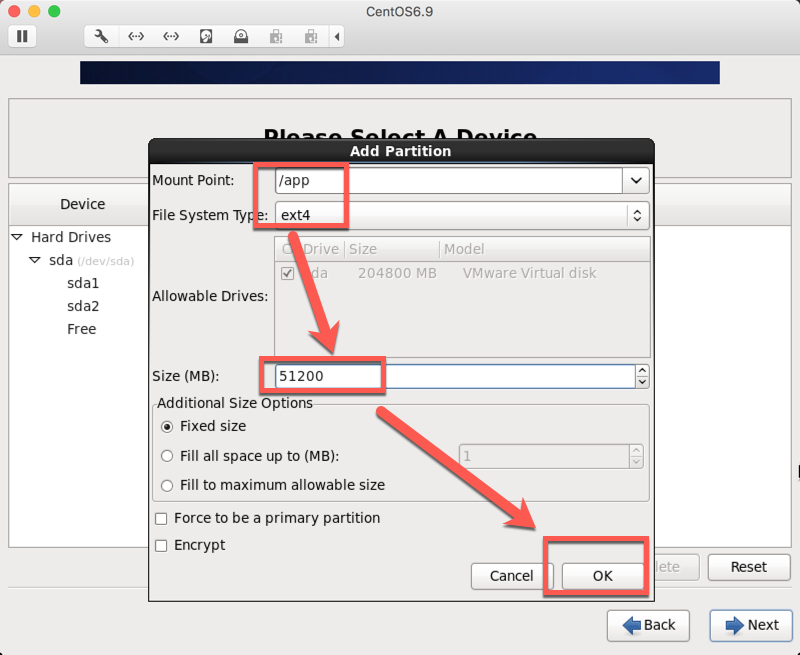 CentOS6.9
Please Select A Device
Add Partition
Mount Point: /app
File System Type: ext4
Drive Size Model
sda 204800 MB VMware Virtual disk
Allowable Drives:
Size (MB): 51200
Additional Size Options
Fixed size
Fill all space up to (MB): 1
Fill to maximum allowable size
Force to be a primary partition
Encrypt
Cancel OK
Device
Hard Drives
sda (/dev/sda)
sda1
sda2
Free
Reset
Back Next